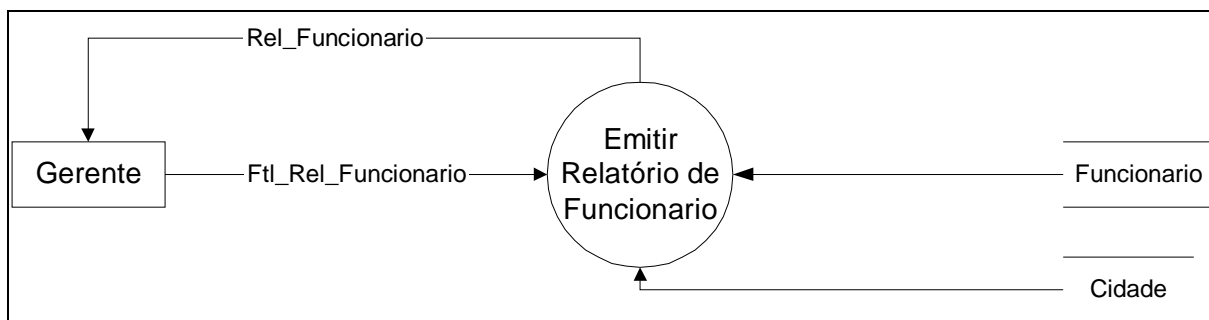 Rel_Funcionario
Gerente
Ftl_Rel_Funcionario
Emitir
Relatório de
Funcionario
Funcionario
Cidade